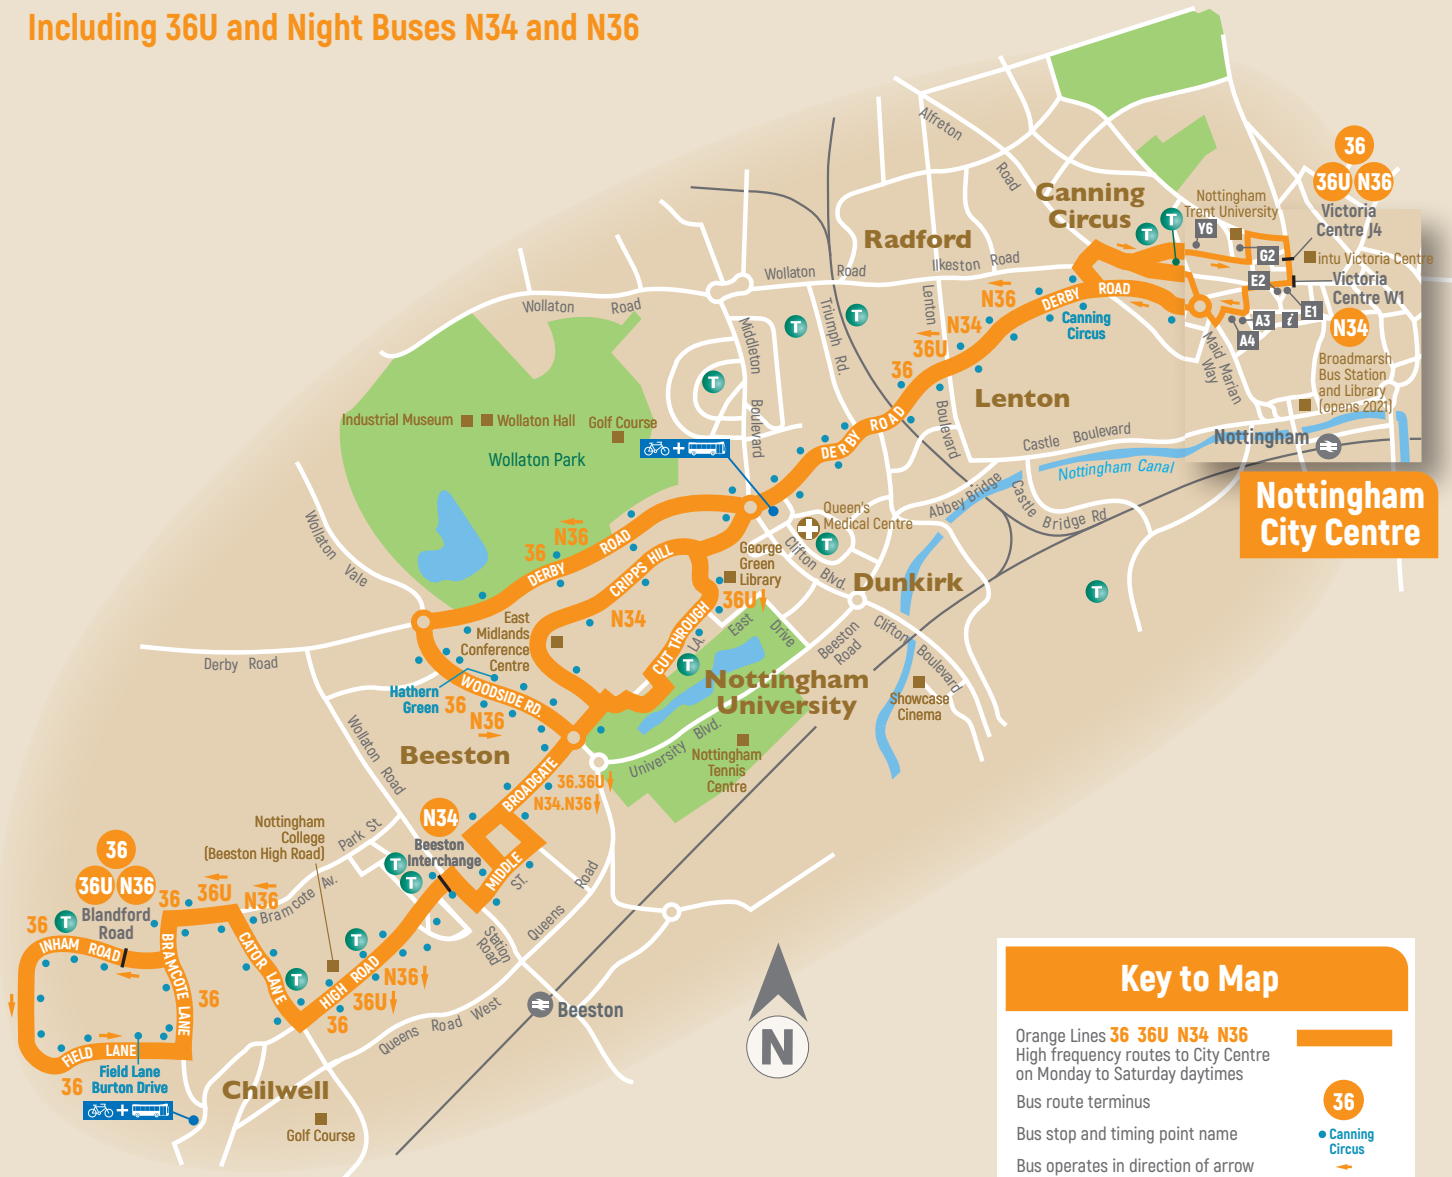 Including 36U and Night Buses N34 and N36
Alfreton
Road
36
36U N36
Victoria
Centre J4
Canning
Circus
Nottingham
Trent University
T
T
Y6
G2
intu Victoria Centre
E2
Victoria
Centre W1
E1
A3
i
A4
N34
Broadmarsh
Bus Station
and Library
(opens 2021)
Maid Marian
Way
Nottingham
Nottingham
City Centre
Radford
Ilkeston Road
Wollaton Road
Wollaton Road
Lenton
Boulevard
Triumph Rd.
Middleton
Boulevard
N36
N34
36U
36
DERBY ROAD
Canning
Circus
T
T
T
Lenton
DERBY ROAD
Castle Boulevard
Nottingham Canal
Abbey Bridge
Castle
Bridge Rd
Industrial Museum
Wollaton Hall
Golf Course
Wollaton Park
+
Queen's
Medical Centre
T
Clifton Blvd.
George
Green
Library
36U
Dunkirk
T
Wollaton
Vale
36
N36
DERBY ROAD
CRIPPS HILL
N34
CUT THROUGH
LA.
East Drive
T
East
Midlands
Conference
Centre
Beeston
Road
Clifton
Boulevard
Derby Road
Hathern
Green
WOODSIDE RD.
36
N36
Nottingham
University
Showcase
Cinema
University Blvd.
Nottingham
Tennis
Centre
Wollaton Road
Beeston
BROADGATE
36.36U
N34.N36
N34
Beeston
Interchange
MIDDLE
ST.
Park St
Nottingham
College
(Beeston High Road)
T
T
Bramcote Av.
Queens Road
Station
Road
36
36U N36
Blandford
Road
36
36U
N36
36
T
INHAM ROAD
BRAMCOTE LANE
CATOR LANE
T
T
HIGH ROAD
N36
36U
36
36
FIELD LANE
36
Field Lane
Burton Drive
+
Queens Road West
Beeston
Chilwell
Golf Course
N
Key to Map
Orange Lines 36 36U N34 N36
High frequency routes to City Centre
on Monday to Saturday daytimes
Bus route terminus
36
Bus stop and timing point name
Canning
Circus
Bus operates in direction of arrow